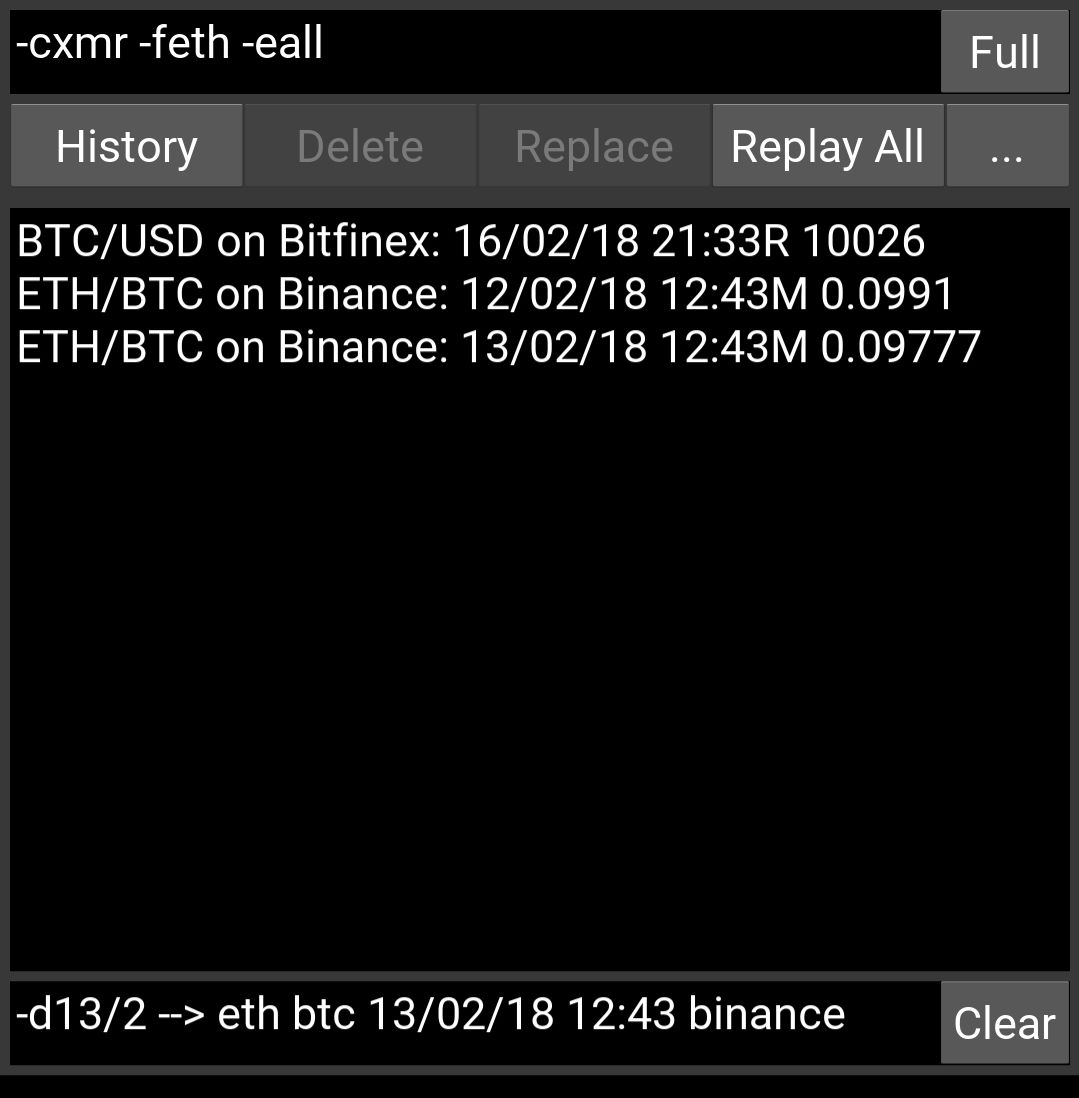 -cxmr -feth -eall
Full
History Delete Replace Replay All ...
BTC/USD on Bitfinex: 16/02/18 21:33R 10026
ETH/BTC on Binance: 12/02/18 12:43M 0.0991
ETH/BTC on Binance: 13/02/18 12:43M 0.09777
-d13/2 --> eth btc 13/02/18 12:43 binance
Clear